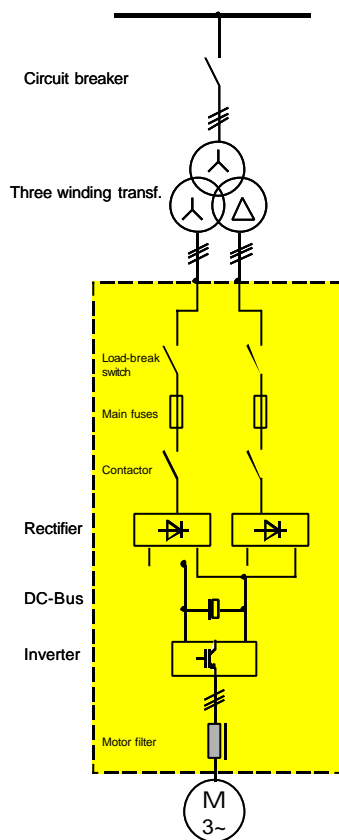 Circuit breaker
Three winding transf.
Load-break
switch
Main fuses
Contactor
Rectifier
DC-Bus
Inverter
Motor filter
M
3~